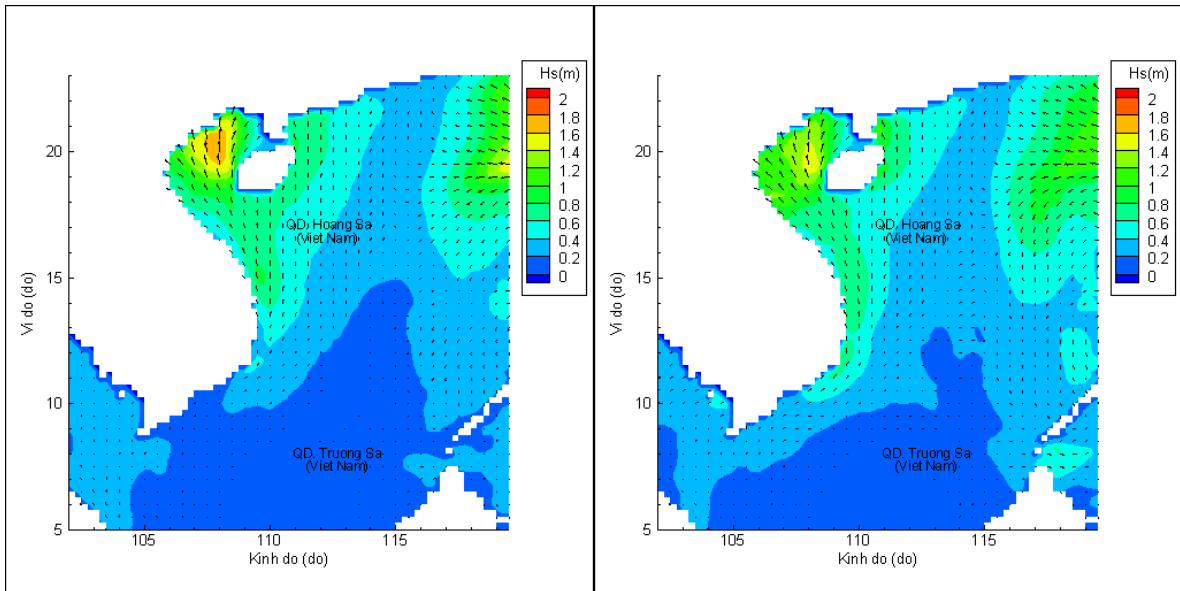 Hs(m)
2
1.8
1.6
1.4
1.2
1
0.8
0.6
0.4
0.2
0
20
15
10
5
Vi do (do)
QD. Hoang Sa
(Viet Nam)
QD. Truong Sa
(Viet Nam)
105
110
115
Kinh do (do)
Hs(m)
2
1.8
1.6
1.4
1.2
1
0.8
0.6
0.4
0.2
0
20
15
10
5
Vi do (do)
QD. Hoang Sa
(Viet Nam)
QD. Truong Sa
(Viet Nam)
105
110
115
Kinh do (do)